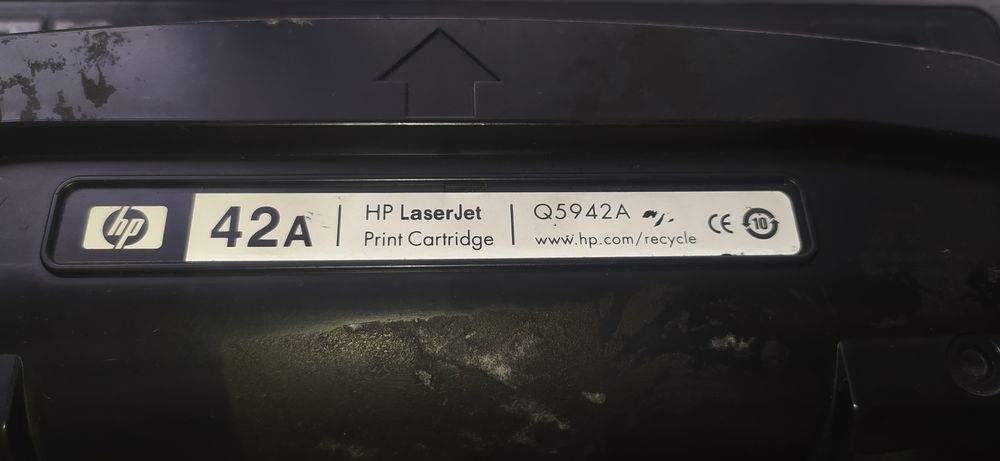 hp
42A
HP LaserJet
Print Cartridge
Q5942A
www.hp.com/recycle
CE
10